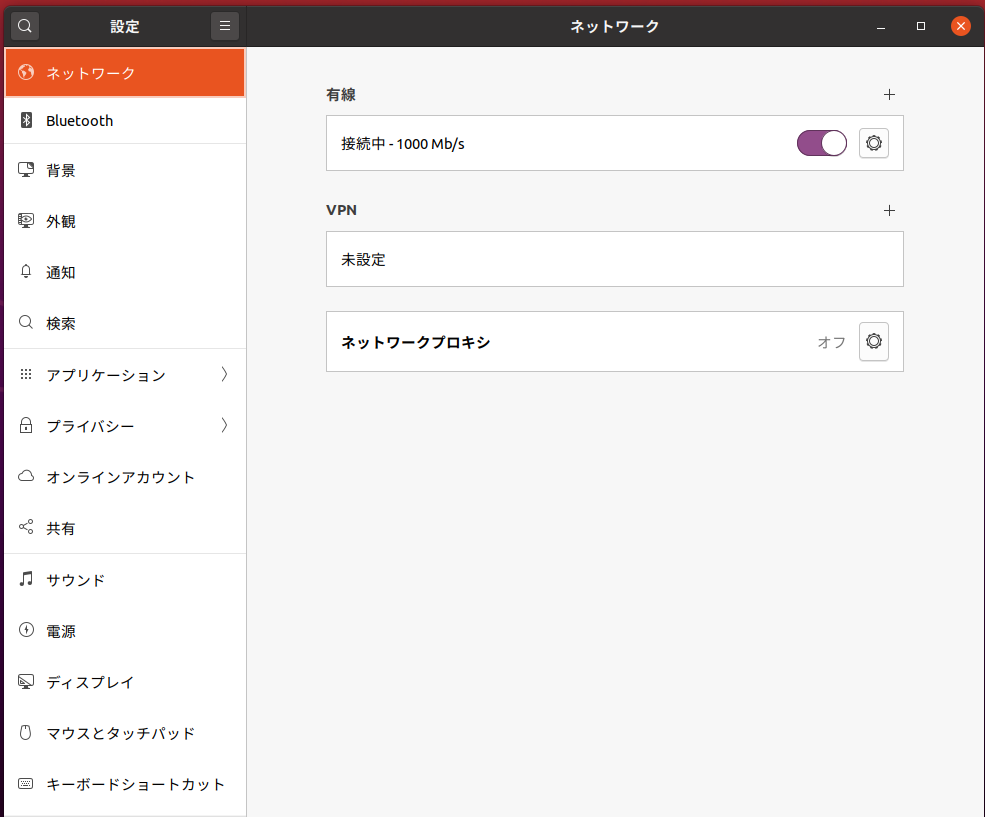 設定
ネットワーク
ネットワーク
Bluetooth
背景
外観
通知
検索
アプリケーション
プライバシー
オンラインアカウント
共有
サウンド
電源
ディスプレイ
マウスとタッチパッド
キーボードショートカット
有線
接続中 - 1000 Mb/s
VPN
未設定
ネットワークプロキシ オフ